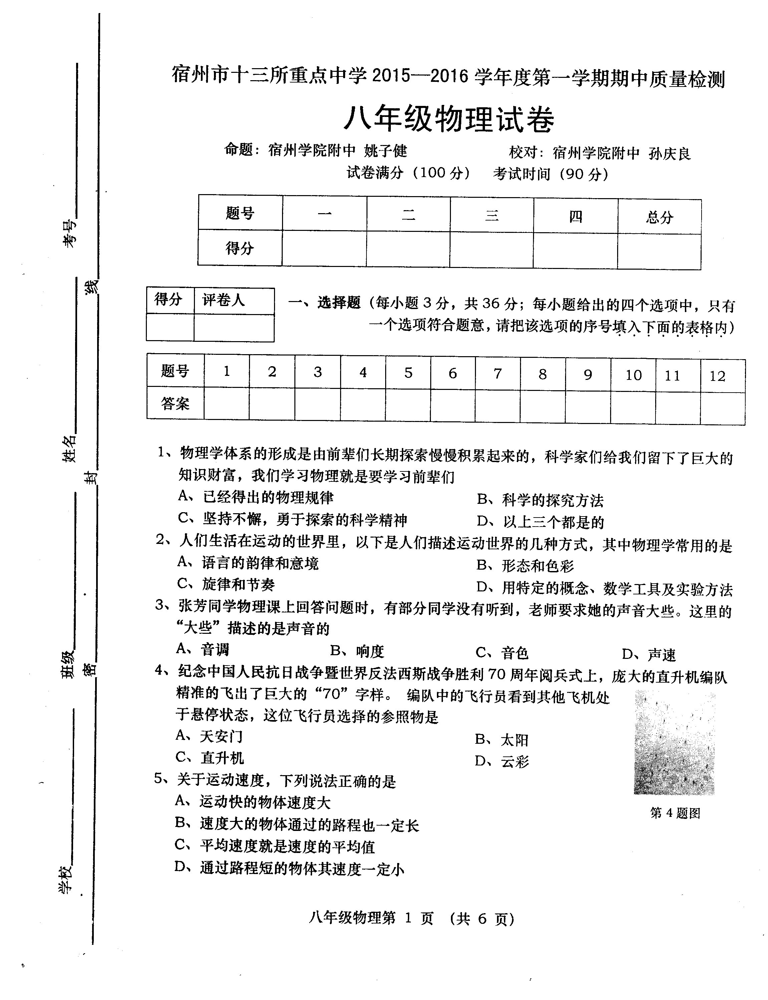 宿州市十三所重点中学 2015—2016 学年度第一学期期中质量检测
八年级物理试卷
命题：宿州学院附中 姚子健 校对：宿州学院附中 孙庆良
试卷满分（100 分） 考试时间（90 分）
题号 一 二 三 四 总分
得分
得分 评卷人
一、选择题（每小题 3 分，共 36 分；每小题给出的四个选项中，只有
一个选项符合题意，请把该选项的序号填入下面的表格内）
题号 1 2 3 4 5 6 7 8 9 10 11 12
答案
1、物理学体系的形成是由前辈们长期探索慢慢积累起来的，科学家们给我们留下了巨大的
知识财富，我们学习物理就是要学习前辈们
A、已经得出的物理规律 B、科学的探究方法
C、坚持不懈，勇于探索的科学精神 D、以上三个都是的
2、人们生活在运动的世界里，以下是人们描述运动世界的几种方式，其中物理学常用的是
A、语言的韵律和意境 B、形态和色彩
C、旋律和节奏 D、用特定的概念、数学工具及实验方法
3、张芳同学物理课上回答问题时，有部分同学没有听到，老师要求她的声音大些。这里的
“大些”描述的是声音的
A、音调 B、响度 C、音色 D、声速
4、纪念中国人民抗日战争暨世界反法西斯战争胜利 70 周年阅兵式上，庞大的直升机编队
精准的飞出了巨大的“70”字样。 编队中的飞行员看到其他飞机处
于悬停状态，这位飞行员选择的参照物是
A、天安门 B、太阳
C、直升机 D、云彩
第 4 题图
5、关于运动速度，下列说法正确的是
A、运动快的物体速度大
B、速度大的物体通过的路程也一定长
C、平均速度就是速度的平均值
D、通过路程短的物体其速度一定小
八年级物理第 1 页 （共 6 页）
学校 班级 姓名 考号
密 封 线